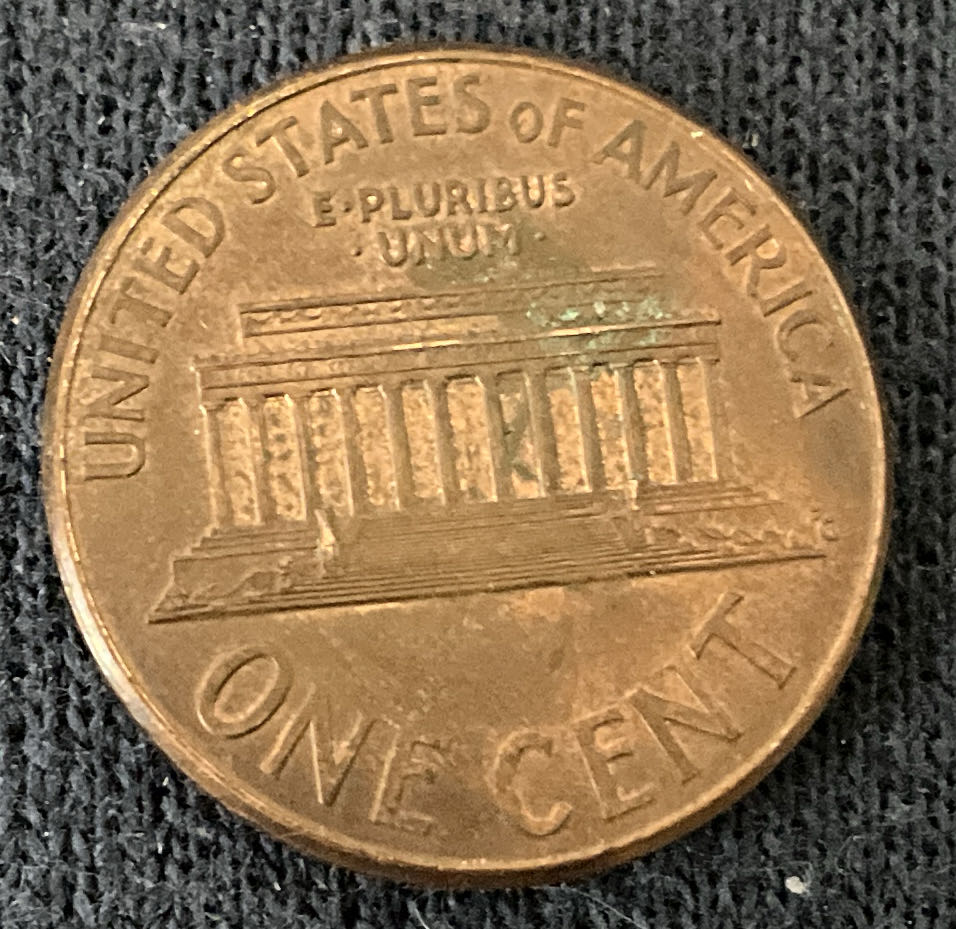 UNITED STATES OF AMERICA
E·PLURIBUS
·UNUM·
ONE CENT